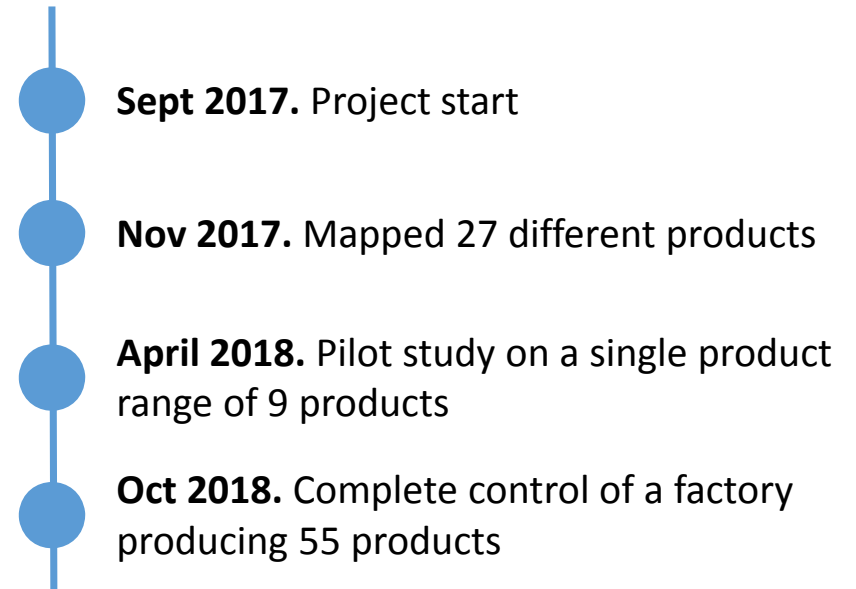 Sept 2017. Project start
Nov 2017. Mapped 27 different products
April 2018. Pilot study on a single product
range of 9 products
Oct 2018. Complete control of a factory
producing 55 products